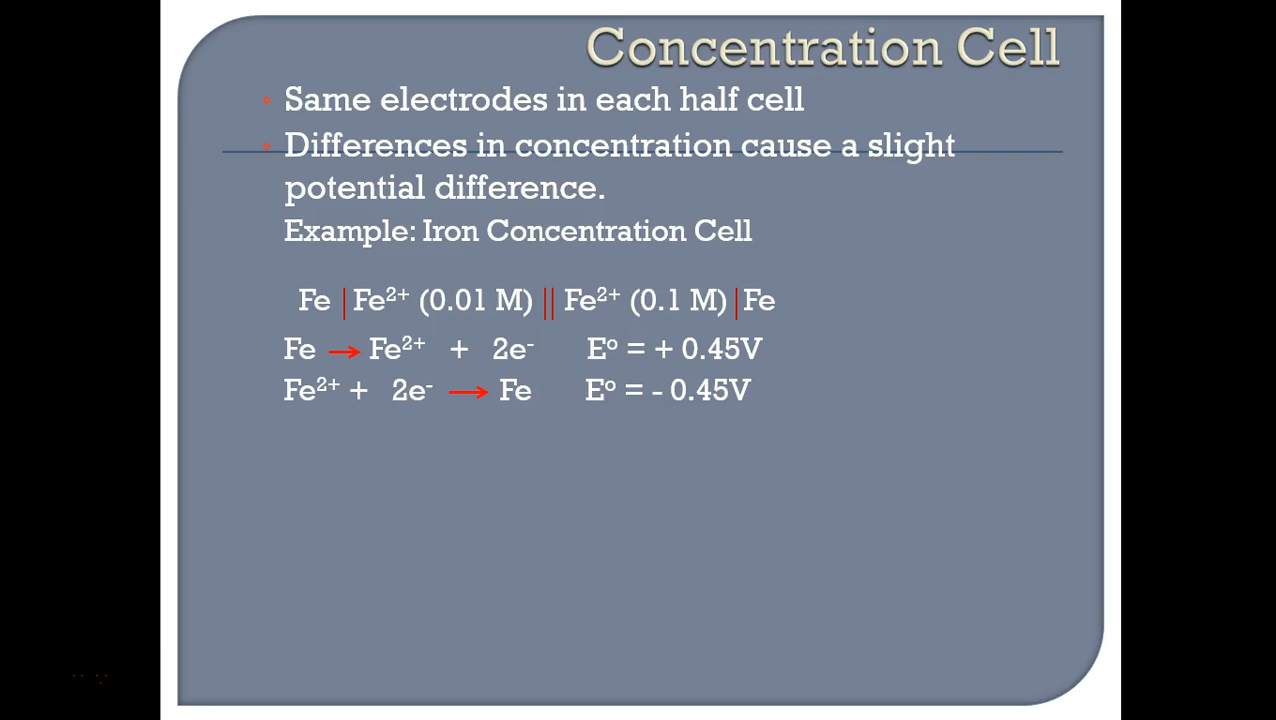 Concentration Cell
• Same electrodes in each half cell
• Differences in concentration cause a slight
potential difference.
Example: Iron Concentration Cell
Fe | Fe²⁺ (0.01 M) || Fe²⁺ (0.1 M) | Fe
Fe → Fe²⁺ + 2e⁻ Eᵒ = + 0.45V
Fe²⁺ + 2e⁻ → Fe Eᵒ = - 0.45V